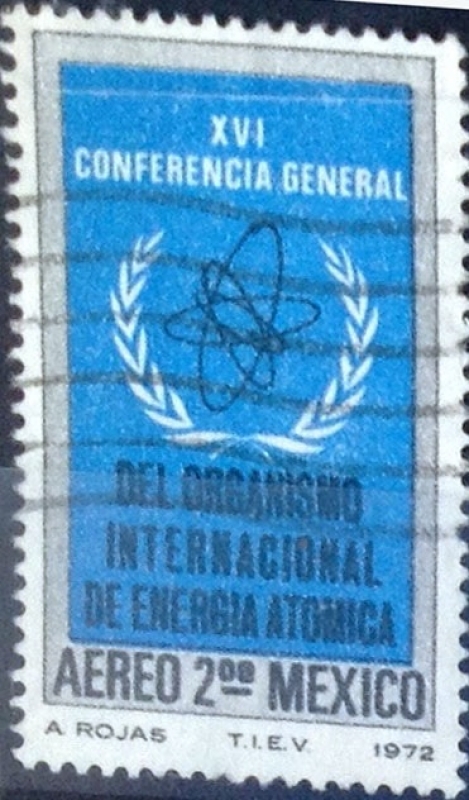 XVI
CONFERENCIA GENERAL
DEL ORGANISMO
INTERNACIONAL
DE ENERGIA ATOMICA
AEREO 2ºº MEXICO
A. ROJAS T.I.E.V. 1972